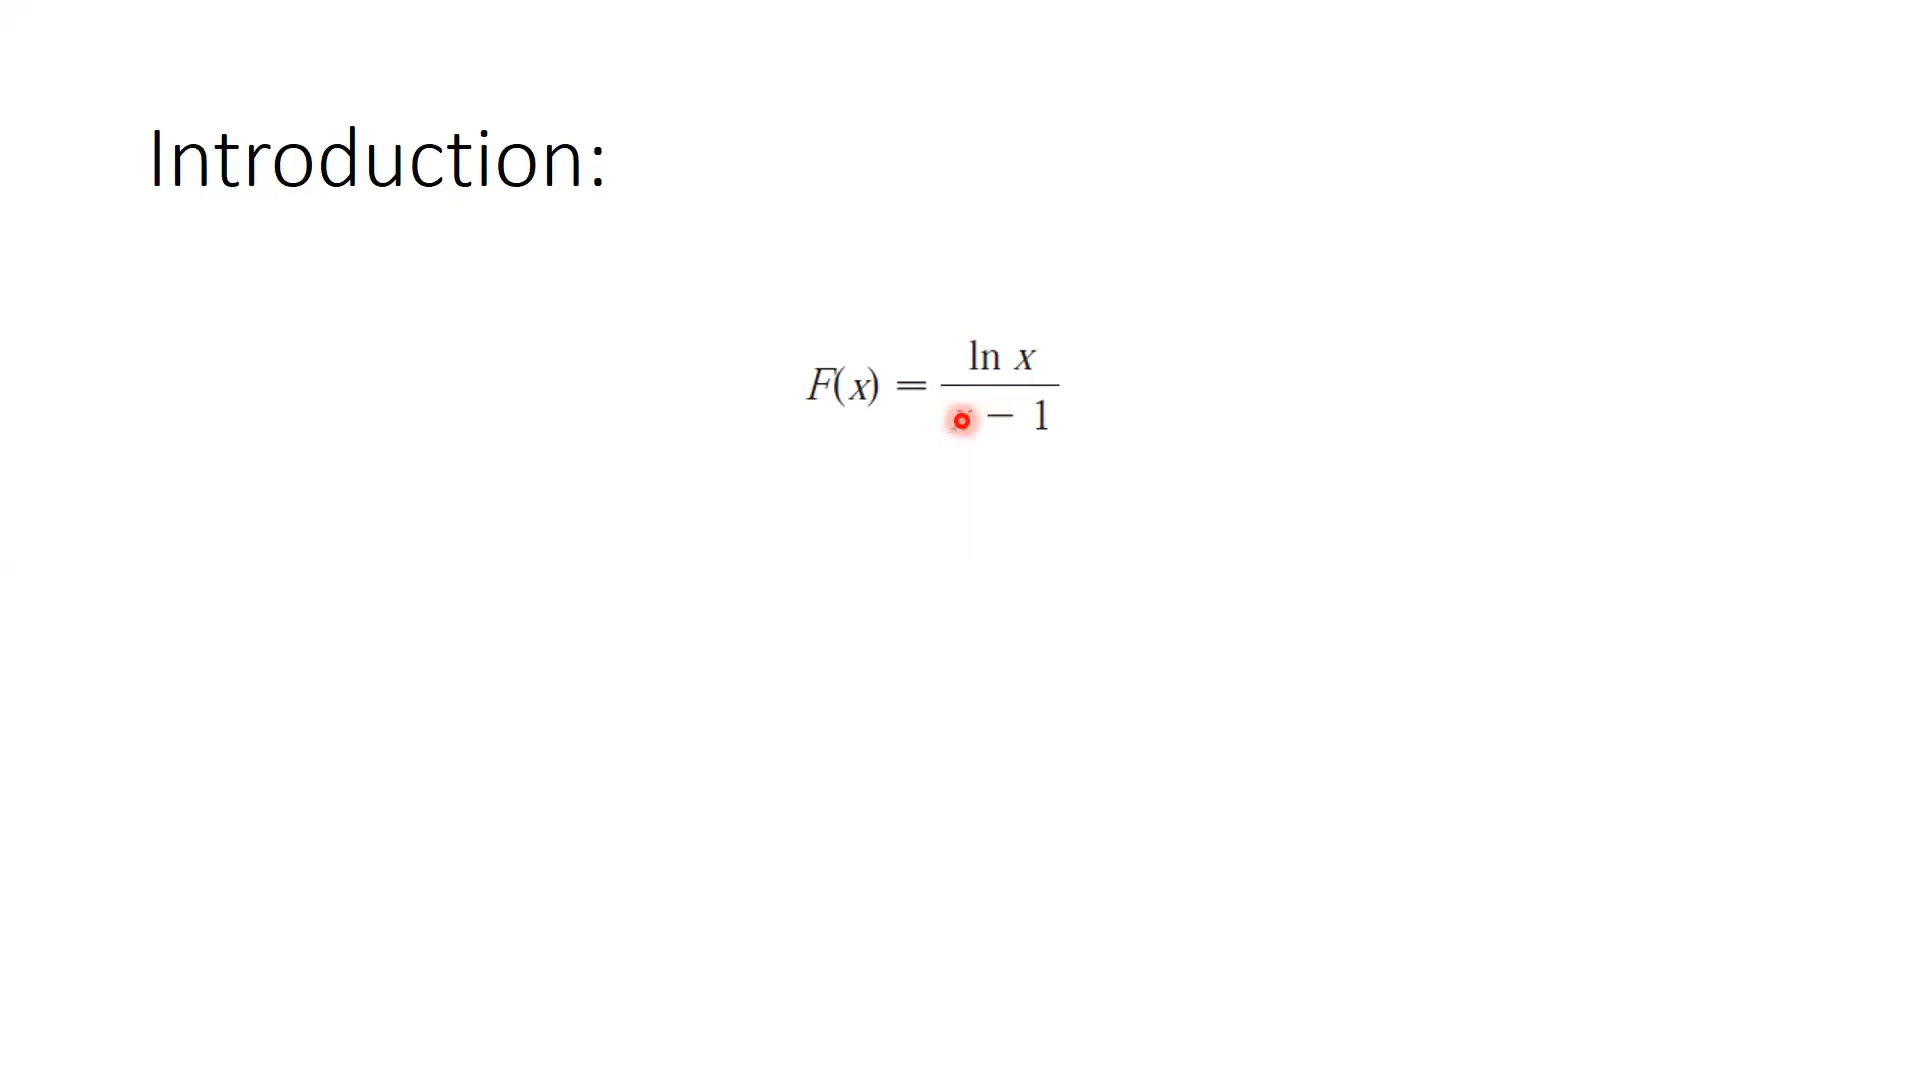 Introduction:
F(x) = ln x / x − 1